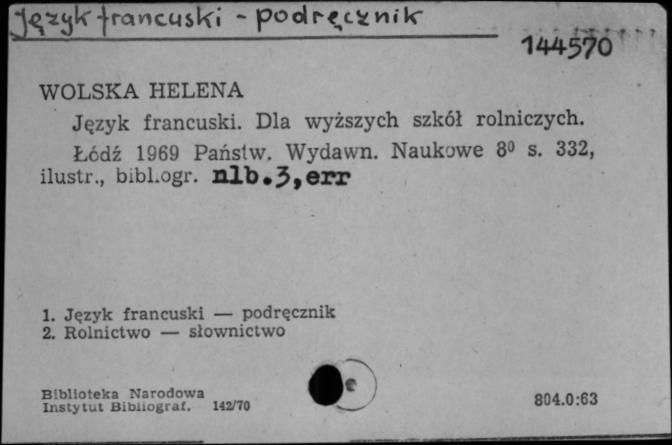 Język francuski - podręcznik
144570
WOLSKA HELENA
Język francuski. Dla wyższych szkół rolniczych.
Łódź 1969 Państw. Wydawn. Naukowe 8⁰ s. 332,
ilustr., bibliogr. nlb.3,err
1. Język francuski — podręcznik
2. Rolnictwo — słownictwo
Biblioteka Narodowa
Instytut Bibliograf. 142/70
e
804.0:63